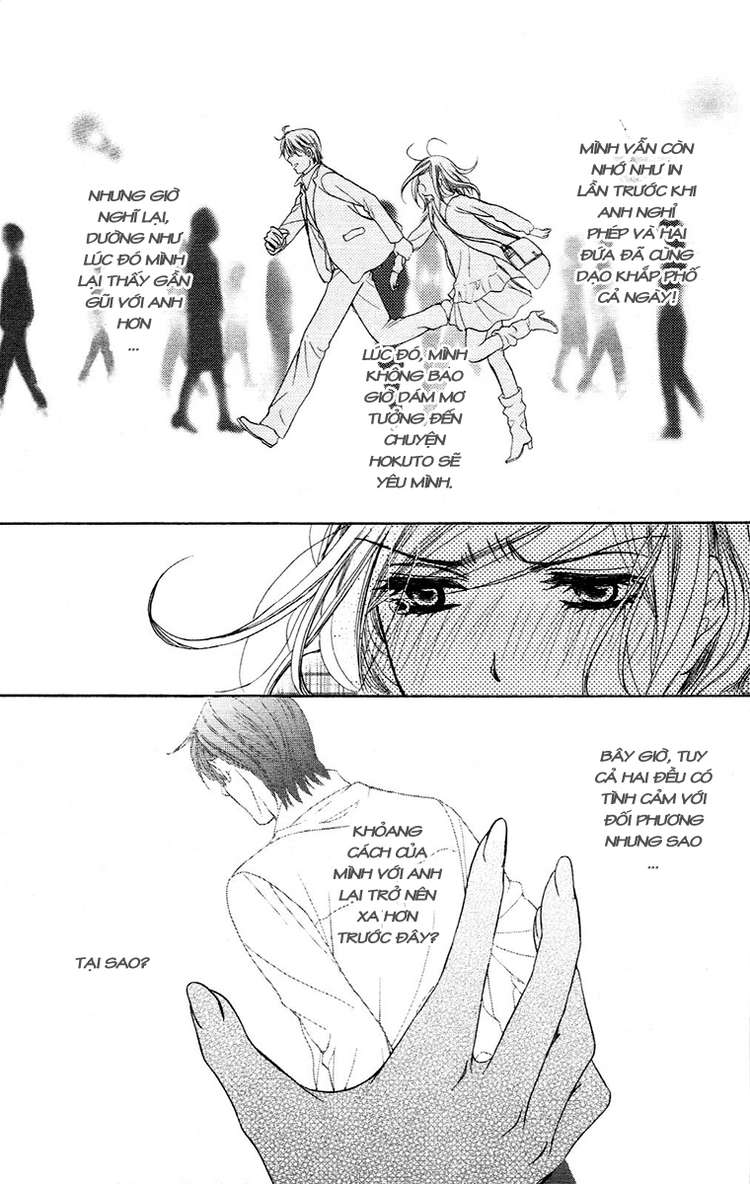 MÌNH VẪN CÒN
NHỚ NHƯ IN
LẦN TRƯỚC KHI
ANH NGHỈ
PHÉP VÀ HAI
ĐỨA ĐÃ CÙNG
DẠO KHẮP PHỐ
CẢ NGÀY!
LÚC ĐÓ, MÌNH
KHÔNG BAO
GIỜ DÁM MƠ
TƯỞNG ĐẾN
CHUYỆN
HOKUTO SẼ
YÊU MÌNH.
NHƯNG GIỜ
NGHĨ LẠI,
DƯỜNG NHƯ
LÚC ĐÓ MÌNH
LẠI THẤY GẦN
GŨI VỚI ANH
HƠN
...
BÂY GIỜ, TUY
CẢ HAI ĐỀU CÓ
TÌNH CẢM VỚI
ĐỐI PHƯƠNG
NHƯNG SAO
...
KHỎANG
CÁCH CỦA
MÌNH VỚI ANH
LẠI TRỞ NÊN
XA HƠN
TRƯỚC ĐÂY?
TẠI SAO?